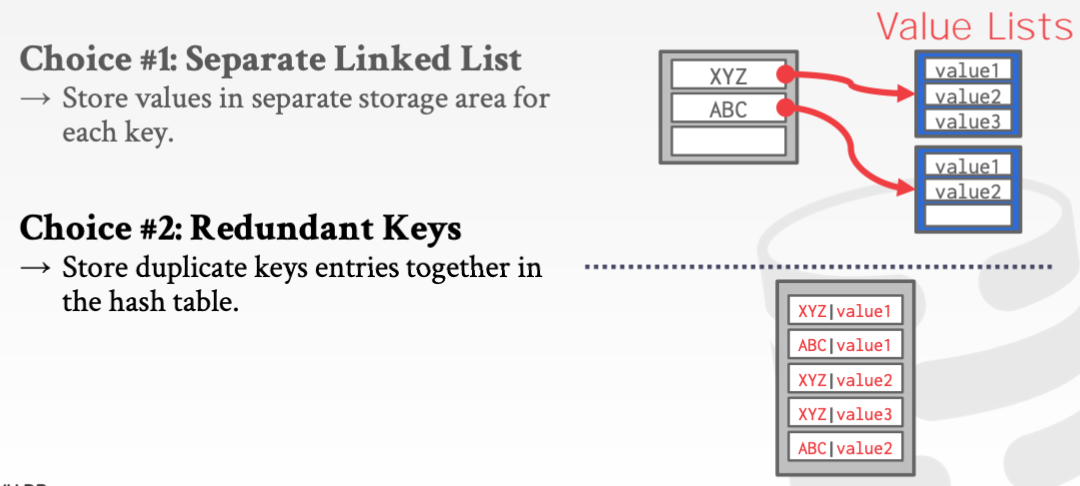 Value Lists
Choice #1: Separate Linked List
→ Store values in separate storage area for
each key.
XYZ
ABC
value1
value2
value3
value1
value2
Choice #2: Redundant Keys
→ Store duplicate keys entries together in
the hash table.
XYZ|value1
ABC|value1
XYZ|value2
XYZ|value3
ABC|value2